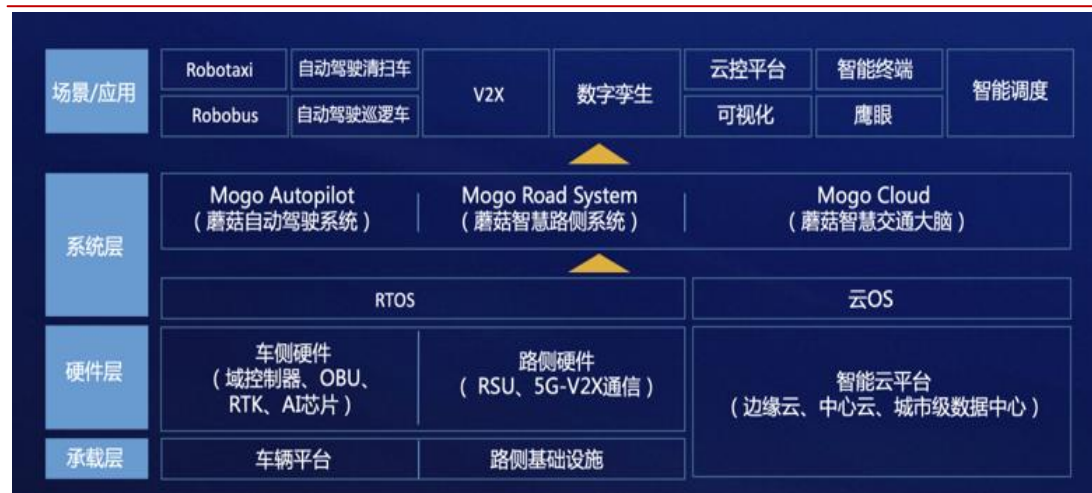 场景/应用
Robotaxi
自动驾驶清扫车
Robobus
自动驾驶巡逻车
V2X
数字孪生
云控平台
智能终端
可视化
鹰眼
智能调度
系统层
Mogo Autopilot
（蘑菇自动驾驶系统）
Mogo Road System
（蘑菇智慧路侧系统）
Mogo Cloud
（蘑菇智慧交通大脑）
RTOS
云OS
硬件层
车侧硬件
（域控制器、OBU、
RTK、AI芯片）
路侧硬件
（ RSU、5G-V2X通信）
智能云平台
（边缘云、中心云、城市级数据中心）
承载层
车辆平台
路侧基础设施